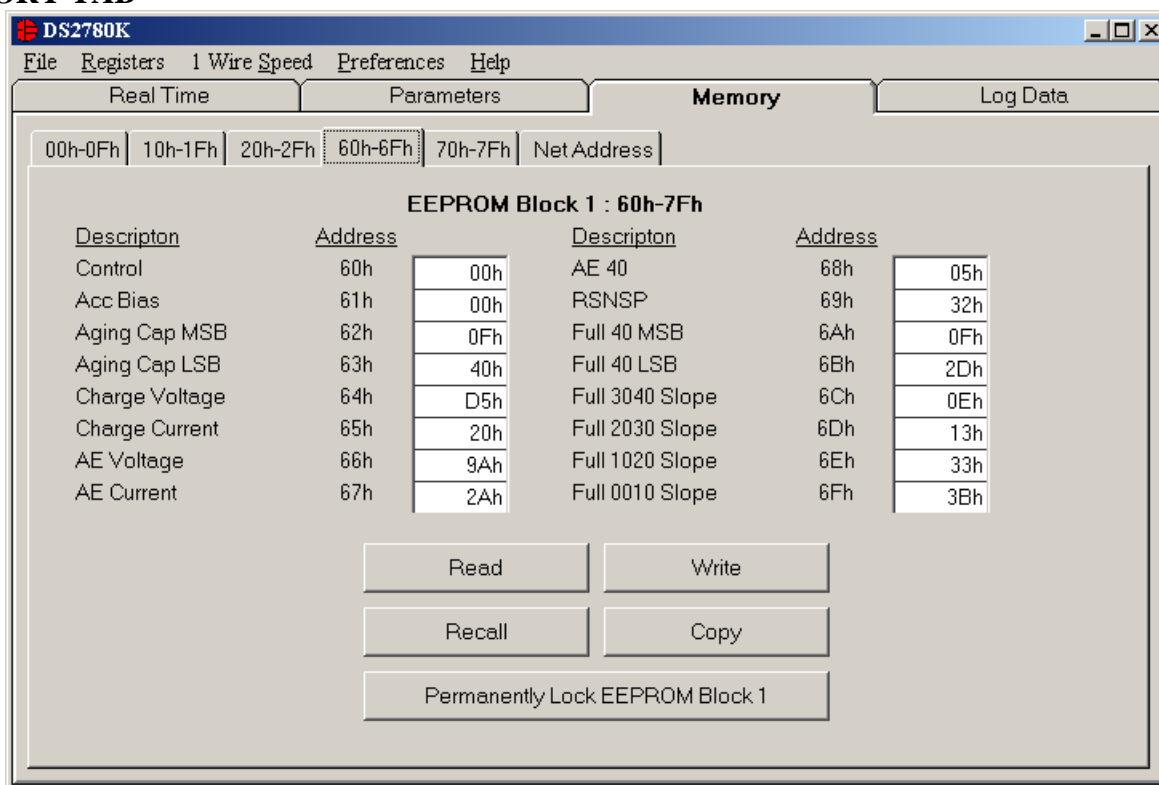 DS2780K
File Registers 1 Wire Speed Preferences Help
Real Time Parameters Memory Log Data
00h-0Fh 10h-1Fh 20h-2Fh 60h-6Fh 70h-7Fh Net Address
EEPROM Block 1 : 60h-7Fh
Descripton Address Descripton Address
Control 60h 00h AE 40 68h 05h
Acc Bias 61h 00h RSNSP 69h 32h
Aging Cap MSB 62h 0Fh Full 40 MSB 6Ah 0Fh
Aging Cap LSB 63h 40h Full 40 LSB 6Bh 2Dh
Charge Voltage 64h D5h Full 3040 Slope 6Ch 0Eh
Charge Current 65h 20h Full 2030 Slope 6Dh 13h
AE Voltage 66h 9Ah Full 1020 Slope 6Eh 33h
AE Current 67h 2Ah Full 0010 Slope 6Fh 3Bh
Read Write
Recall Copy
Permanently Lock EEPROM Block 1